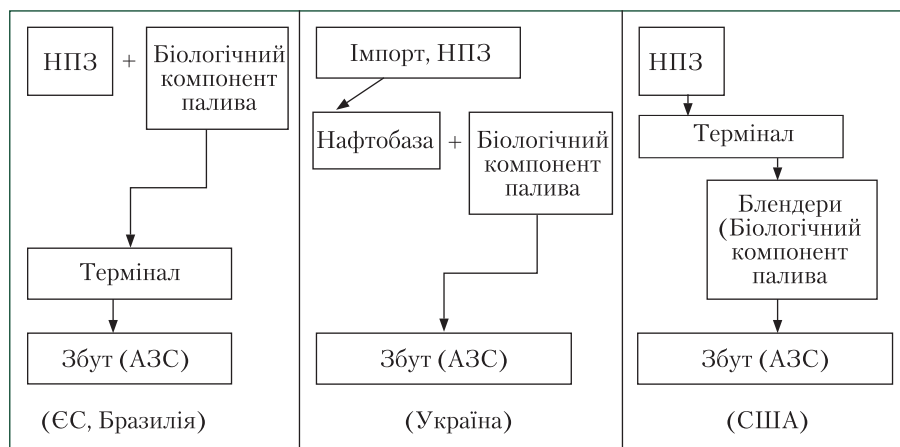 НПЗ
+
Біологічний
компонент
палива
Термінал
Збут (АЗС)
(ЄС, Бразилія)
Імпорт, НПЗ
Нафтобаза
+
Біологічний
компонент
палива
Збут (АЗС)
(Україна)
НПЗ
Термінал
Блендери
(Біологічний
компонент
палива
Збут (АЗС)
(США)